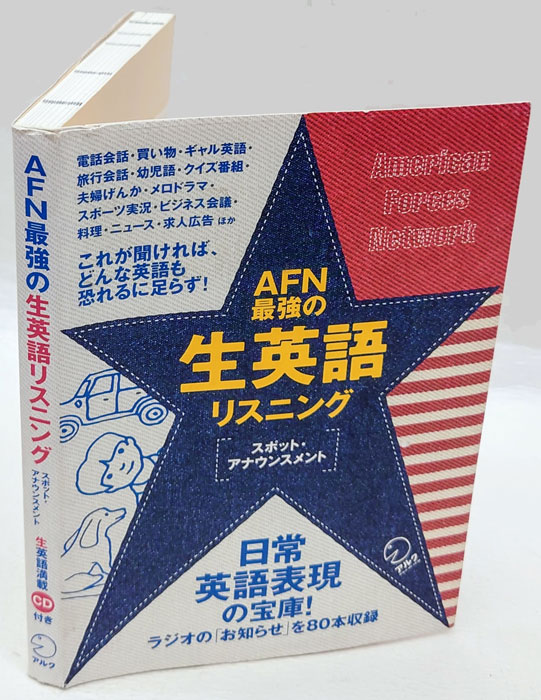 AFN最強の生英語リスニング
スポット・
アナウンスメント
生英語満載
CD
付き
アルク
電話会話・買い物・ギャル英語・
旅行会話・幼児語・クイズ番組・
夫婦げんか・メロドラマ・
スポーツ実況・ビジネス会議・
料理・ニュース・求人広告 ほか
これが聞ければ、
どんな英語も
恐れるに足らず!
American
Forces
Network
AFN
最強の
生英語
リスニング
スポット・
アナウンスメント
日常
英語表現
の宝庫!
ラジオの「お知らせ」を80本収録
アルク